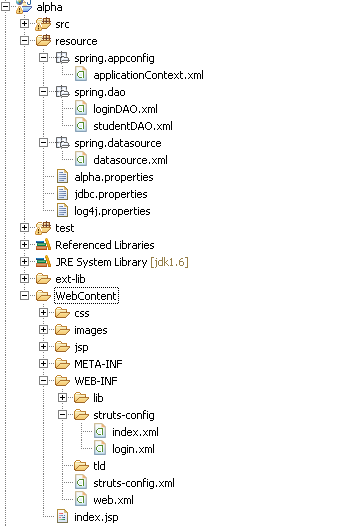 alpha
src
resource
spring.appconfig
applicationContext.xml
spring.dao
loginDAO.xml
studentDAO.xml
spring.datasource
datasource.xml
alpha.properties
jdbc.properties
log4j.properties
test
Referenced Libraries
JRE System Library [jdk1.6]
ext-lib
WebContent
css
images
jsp
META-INF
WEB-INF
lib
struts-config
index.xml
login.xml
tld
struts-config.xml
web.xml
index.jsp